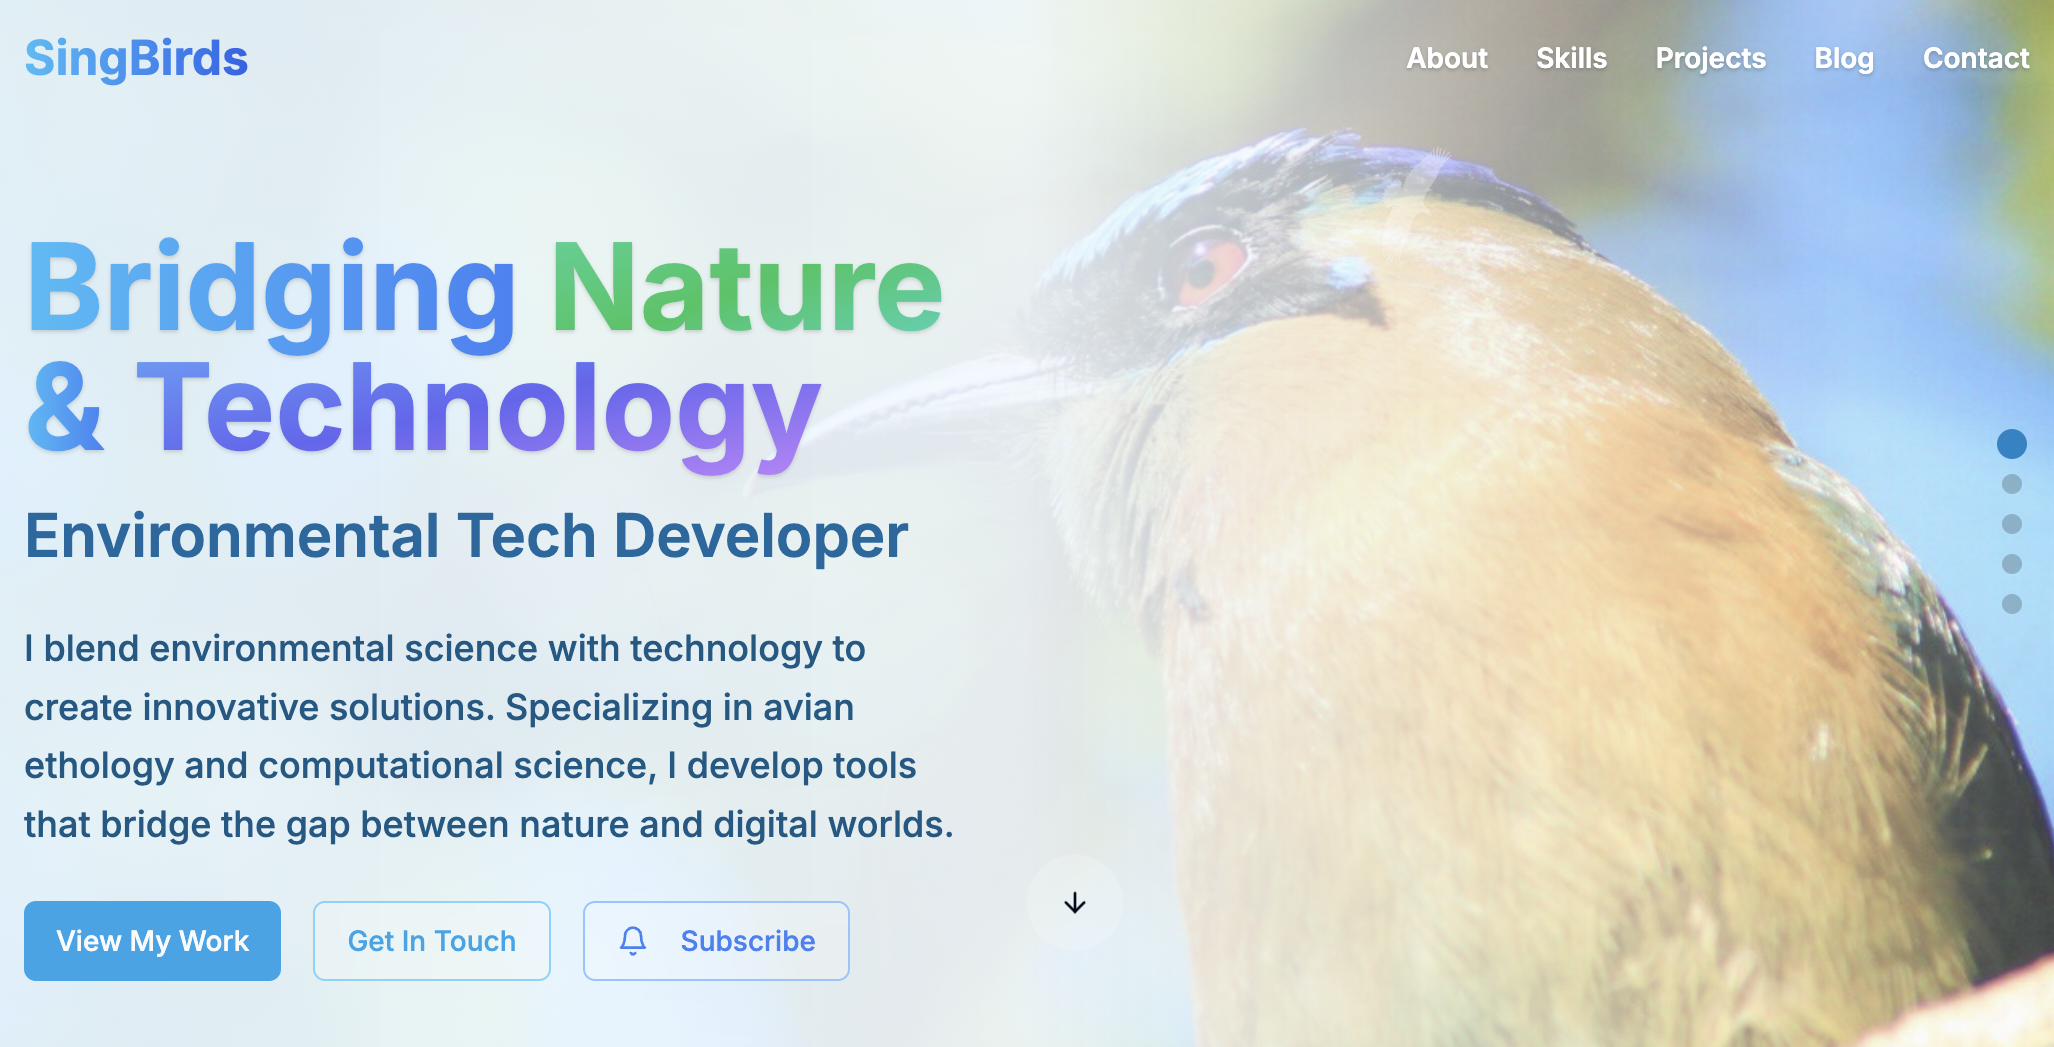 SingBirds
About Skills Projects Blog Contact
Bridging Nature
& Technology
Environmental Tech Developer
I blend environmental science with technology to
create innovative solutions. Specializing in avian
ethology and computational science, I develop tools
that bridge the gap between nature and digital worlds.
View My Work Get In Touch Subscribe